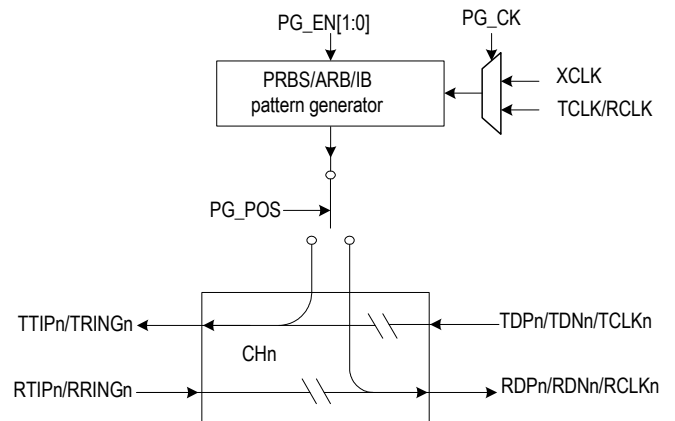 PG_EN[1:0]
PG_CK
PRBS/ARB/IB
pattern generator
XCLK
TCLK/RCLK
PG_POS
TTIPn/TRINGn
TDPn/TDNn/TCLKn
CHn
RTIPn/RRINGn
RDPn/RDNn/RCLKn